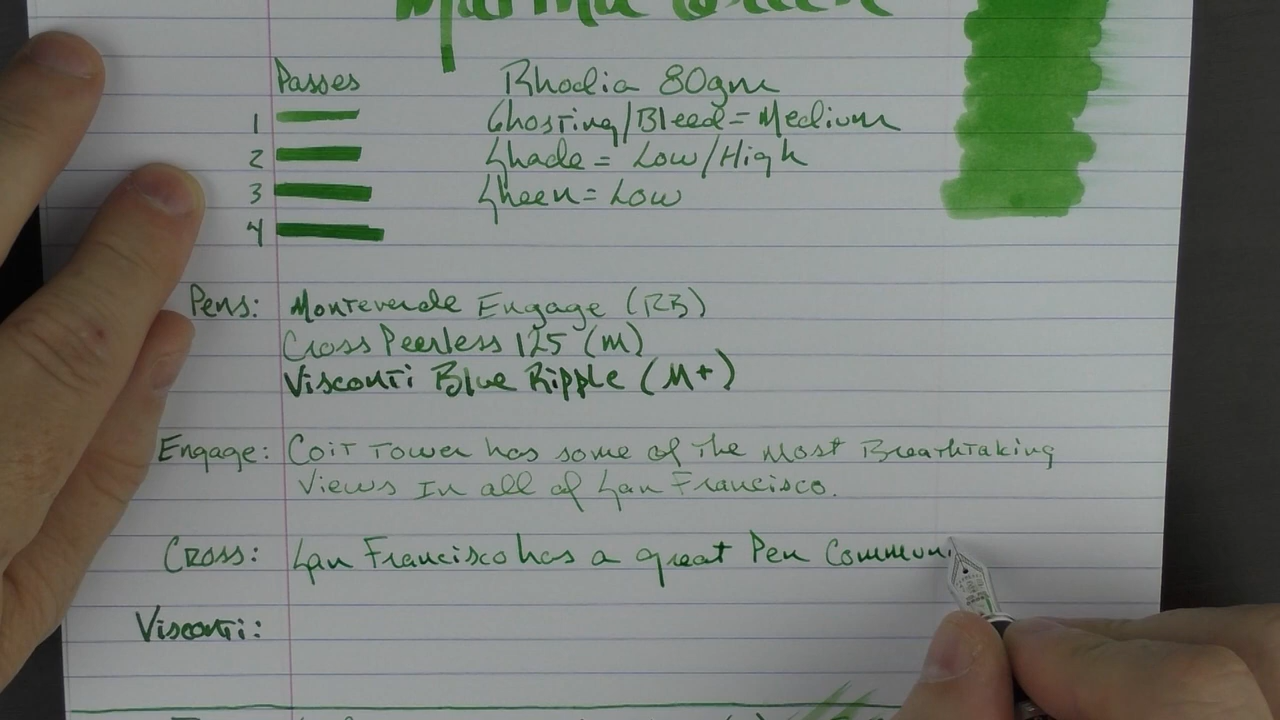 Green
Passes
Rhodia 80gm
1
Ghosting/Bleed = Medium
2
Shade = Low/High
3
Sheen = Low
4
Pens: Monteverde Engage (RB)
Cross Peerless 125 (M)
Visconti Blue Ripple (M+)
Engage: Coit Tower has some of the most Breathtaking
Views In all of San Francisco.
Cross: San Francisco has a great Pen Communi
Visconti: